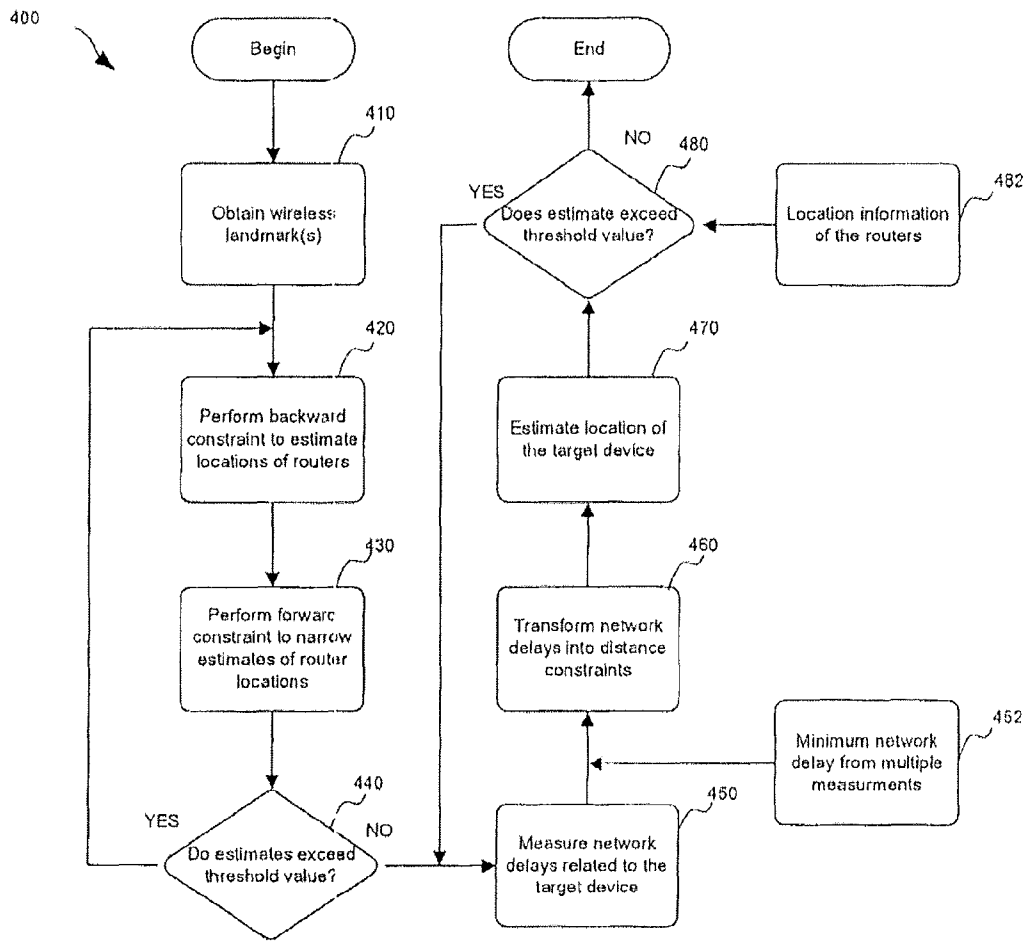 400
Begin
End
410
Obtain wireless
landmark(s)
NO
480
YES
Does estimate exceed
threshold value?
482
Location information
of the routers
420
Perform backward
constraint to estimate
locations of routers
470
Estimate location of
the target device
430
Perform forward
constraint to narrow
estimates of router
locations
460
Transform network
delays into distance
constraints
440
YES
NO
Do estimates exceed
threshold value?
450
Measure network
delays related to the
target device
452
Minimum network
delay from multiple
measurments